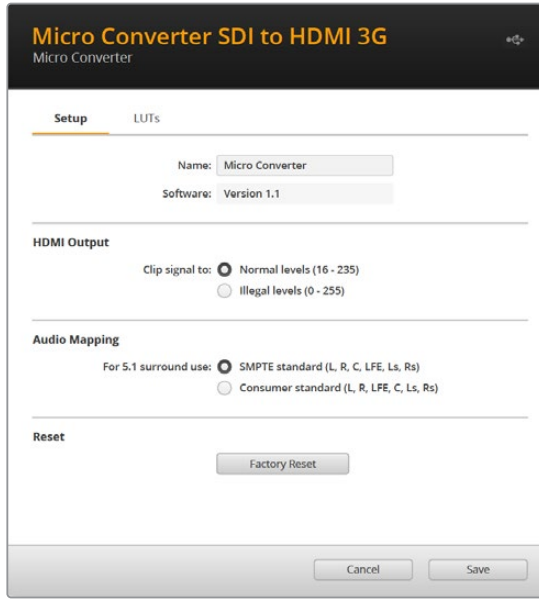 Micro Converter SDI to HDMI 3G
Micro Converter
Setup LUTs
Name: Micro Converter
Software: Version 1.1
HDMI Output
Clip signal to: Normal levels (16 - 235)
Illegal levels (0 - 255)
Audio Mapping
For 5.1 surround use: SMPTE standard (L, R, C, LFE, Ls, Rs)
Consumer standard (L, R, LFE, C, Ls, Rs)
Reset
Factory Reset
Cancel Save